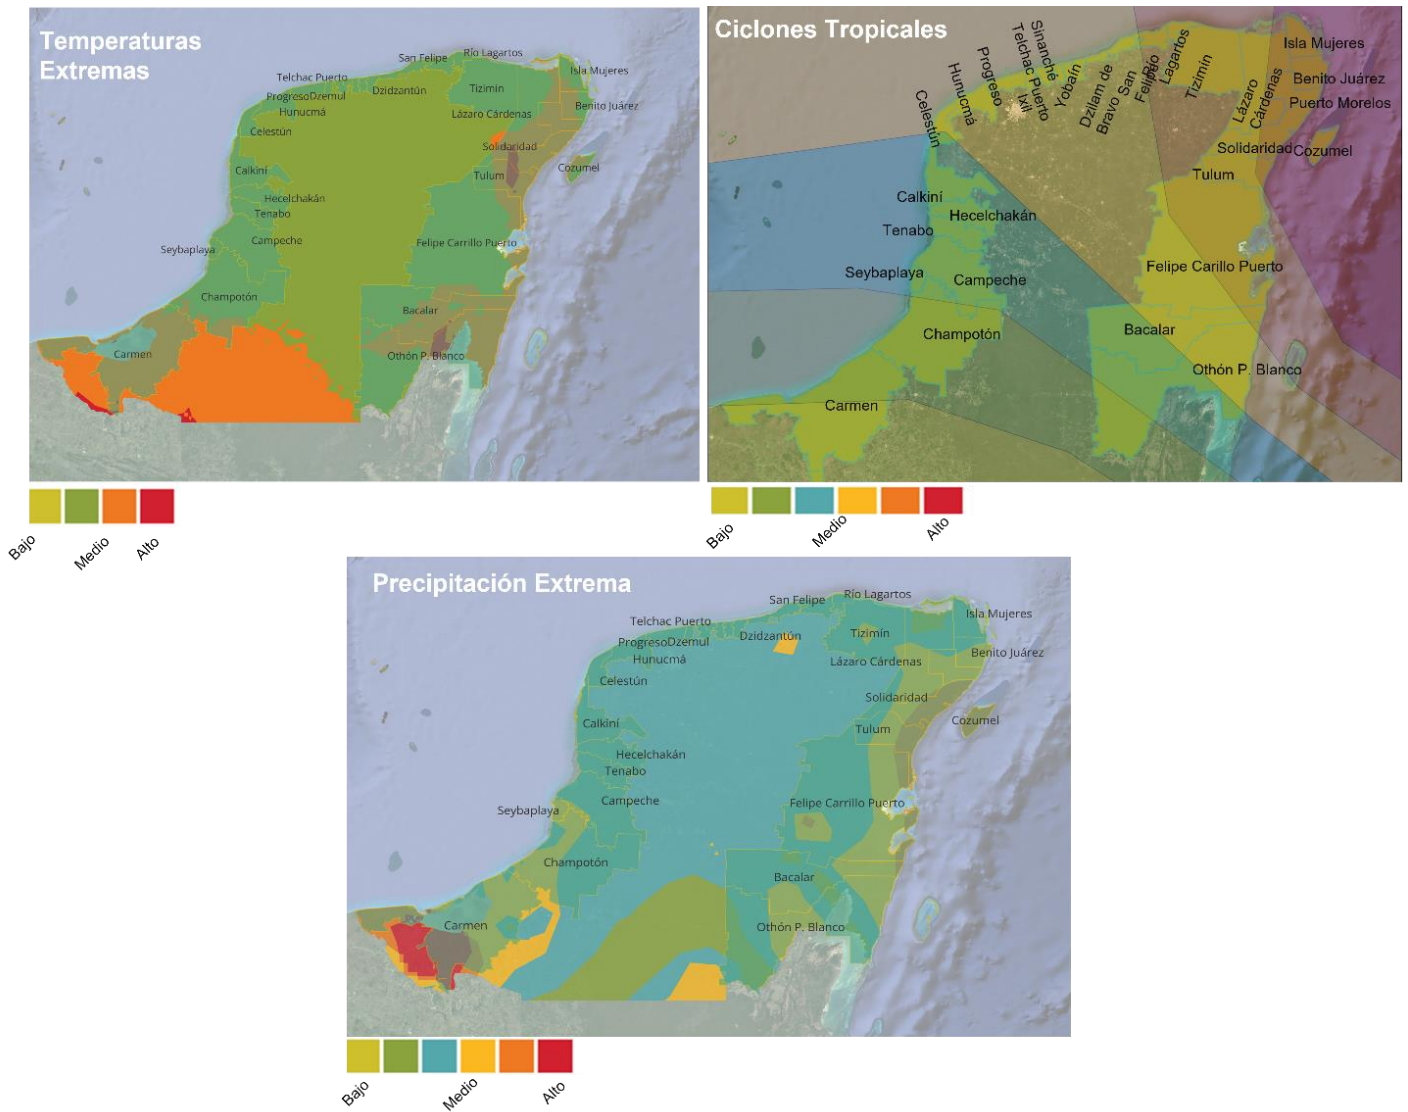 Temperaturas
Extremas
San Felipe
Río Lagartos
Telchac Puerto
Isla Mujeres
Progreso
Dzemul
Dzidzantún
Tizimin
Hunucmá
Lázaro Cárdenas
Benito Juárez
Celestún
Solidaridad
Calkiní
Tulum
Cozumel
Hecelchakán
Tenabo
Seybaplaya
Campeche
Felipe Carrillo Puerto
Champotón
Bacalar
Carmen
Othón P. Blanco
Bajo
Medio
Alto
Ciclones Tropicales
Celestún
Hunucmá
Progreso
Telchac Puerto
Sinanché
Ixil
Yobaín
Dzilam de
Bravo
San
Felipe
Río
Lagartos
Tizimín
Lázaro
Cárdenas
Isla Mujeres
Benito Juárez
Puerto Morelos
Solidaridad
Cozumel
Tulum
Calkiní
Hecelchakán
Tenabo
Seybaplaya
Campeche
Felipe Carillo Puerto
Champotón
Bacalar
Othón P. Blanco
Carmen
Bajo
Medio
Alto
Precipitación Extrema
San Felipe
Río Lagartos
Telchac Puerto
Isla Mujeres
Progreso
Dzemul
Dzidzantún
Tizimín
Hunucmá
Lázaro Cárdenas
Benito Juárez
Celestún
Solidaridad
Calkiní
Tulum
Cozumel
Hecelchakán
Tenabo
Seybaplaya
Campeche
Felipe Carrillo Puerto
Champotón
Bacalar
Carmen
Othón P. Blanco
Bajo
Medio
Alto